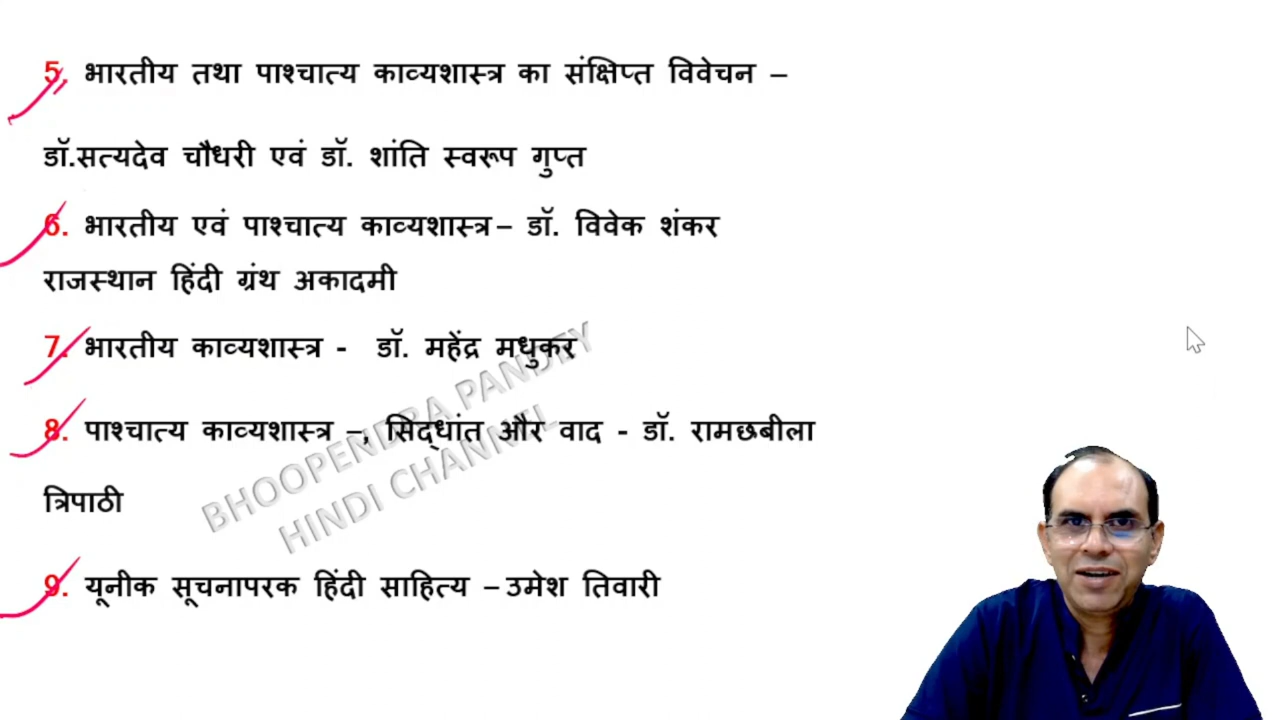 5. भारतीय तथा पाश्चात्य काव्यशास्त्र का संक्षिप्त विवेचन –
डॉ.सत्यदेव चौधरी एवं डॉ. शांति स्वरूप गुप्त
6. भारतीय एवं पाश्चात्य काव्यशास्त्र– डॉ. विवेक शंकर
राजस्थान हिंदी ग्रंथ अकादमी
7. भारतीय काव्यशास्त्र - डॉ. महेंद्र मधुकर
8. पाश्चात्य काव्यशास्त्र –, सिद्धांत और वाद - डॉ. रामछबीला
त्रिपाठी
9. यूनीक सूचनापरक हिंदी साहित्य – उमेश तिवारी
BHOOPENDRA PANDEY
HINDI CHANNEL